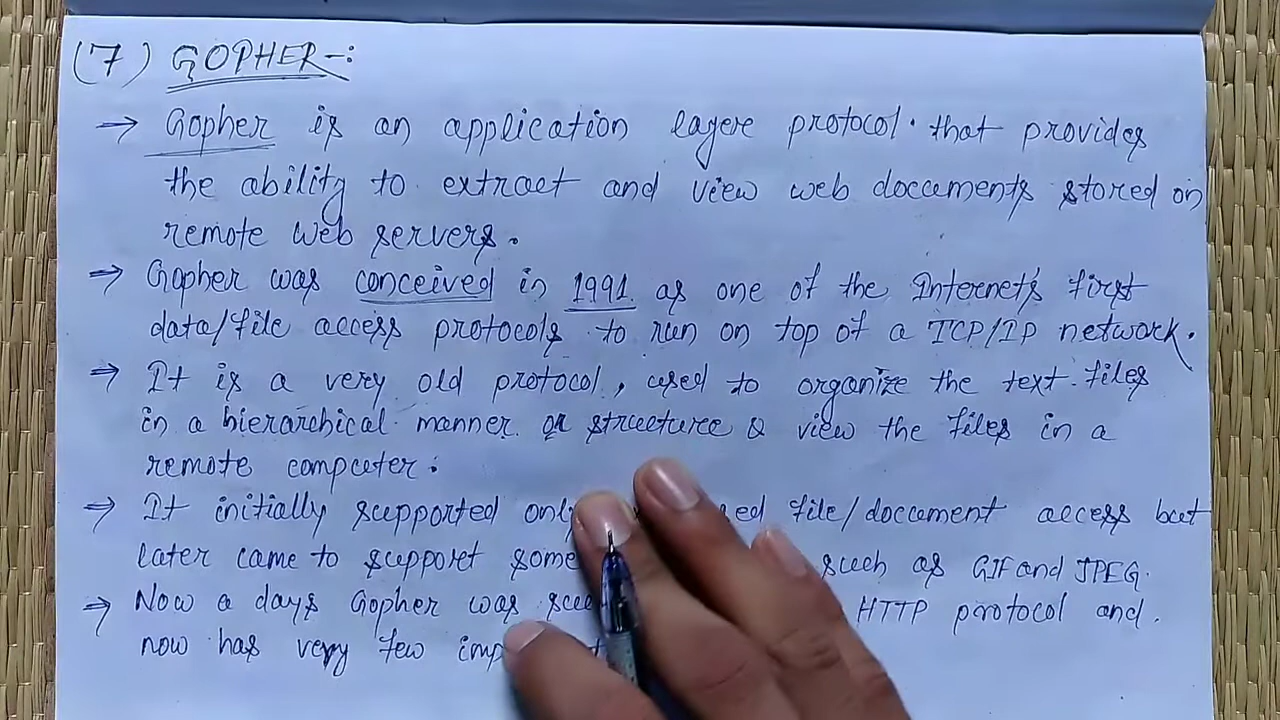 (7) GOPHER-:
→ Gopher is an application layer protocol. that provides
the ability to extract and view web documents stored on
remote web servers.
→ Gopher was conceived in 1991 as one of the Internet's first
data/file access protocols to run on top of a TCP/IP network.
→ It is a very old protocol, used to organize the text files
in a hierarchical manner or structure & view the files in a
remote computer.
→ It initially supported only file/document access but
later came to support some such as GIF and JPEG.
→ Now a days Gopher was HTTP protocol and.
now has very few